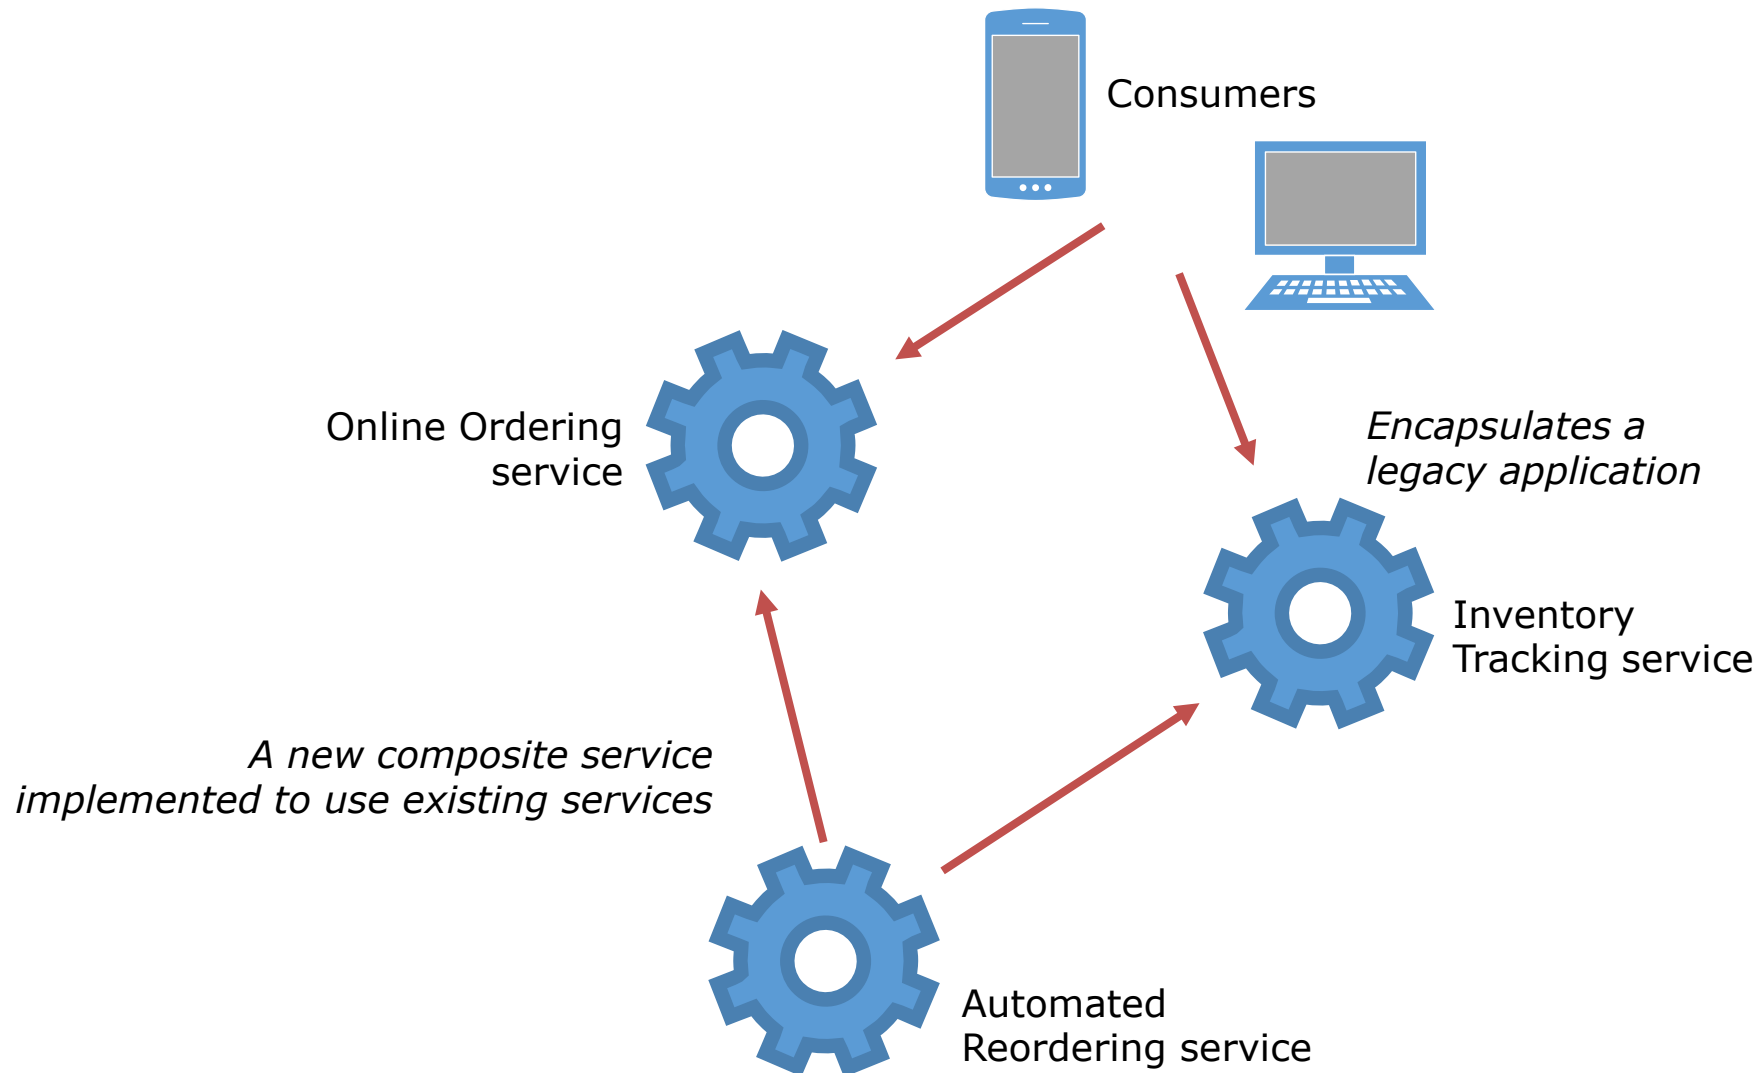 Consumers
Online Ordering
service
Encapsulates a
legacy application
Inventory
Tracking service
A new composite service
implemented to use existing services
Automated
Reordering service